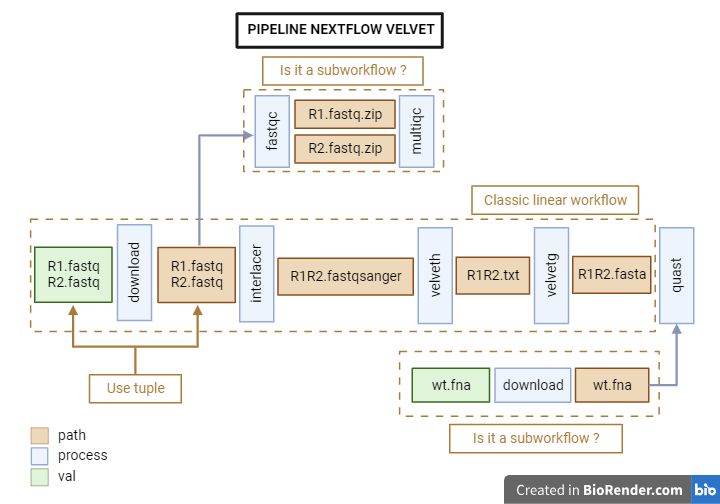 PIPELINE NEXTFLOW VELVET
Is it a subworkflow ?
fastqc
R1.fastq.zip
R2.fastq.zip
multiqc
Classic linear workflow
R1.fastq
R2.fastq
download
R1.fastq
R2.fastq
interlacer
R1R2.fastqsanger
velveth
R1R2.txt
velvetg
R1R2.fasta
quast
Use tuple
wt.fna
download
wt.fna
Is it a subworkflow ?
path
process
val
Created in BioRender.com
bio